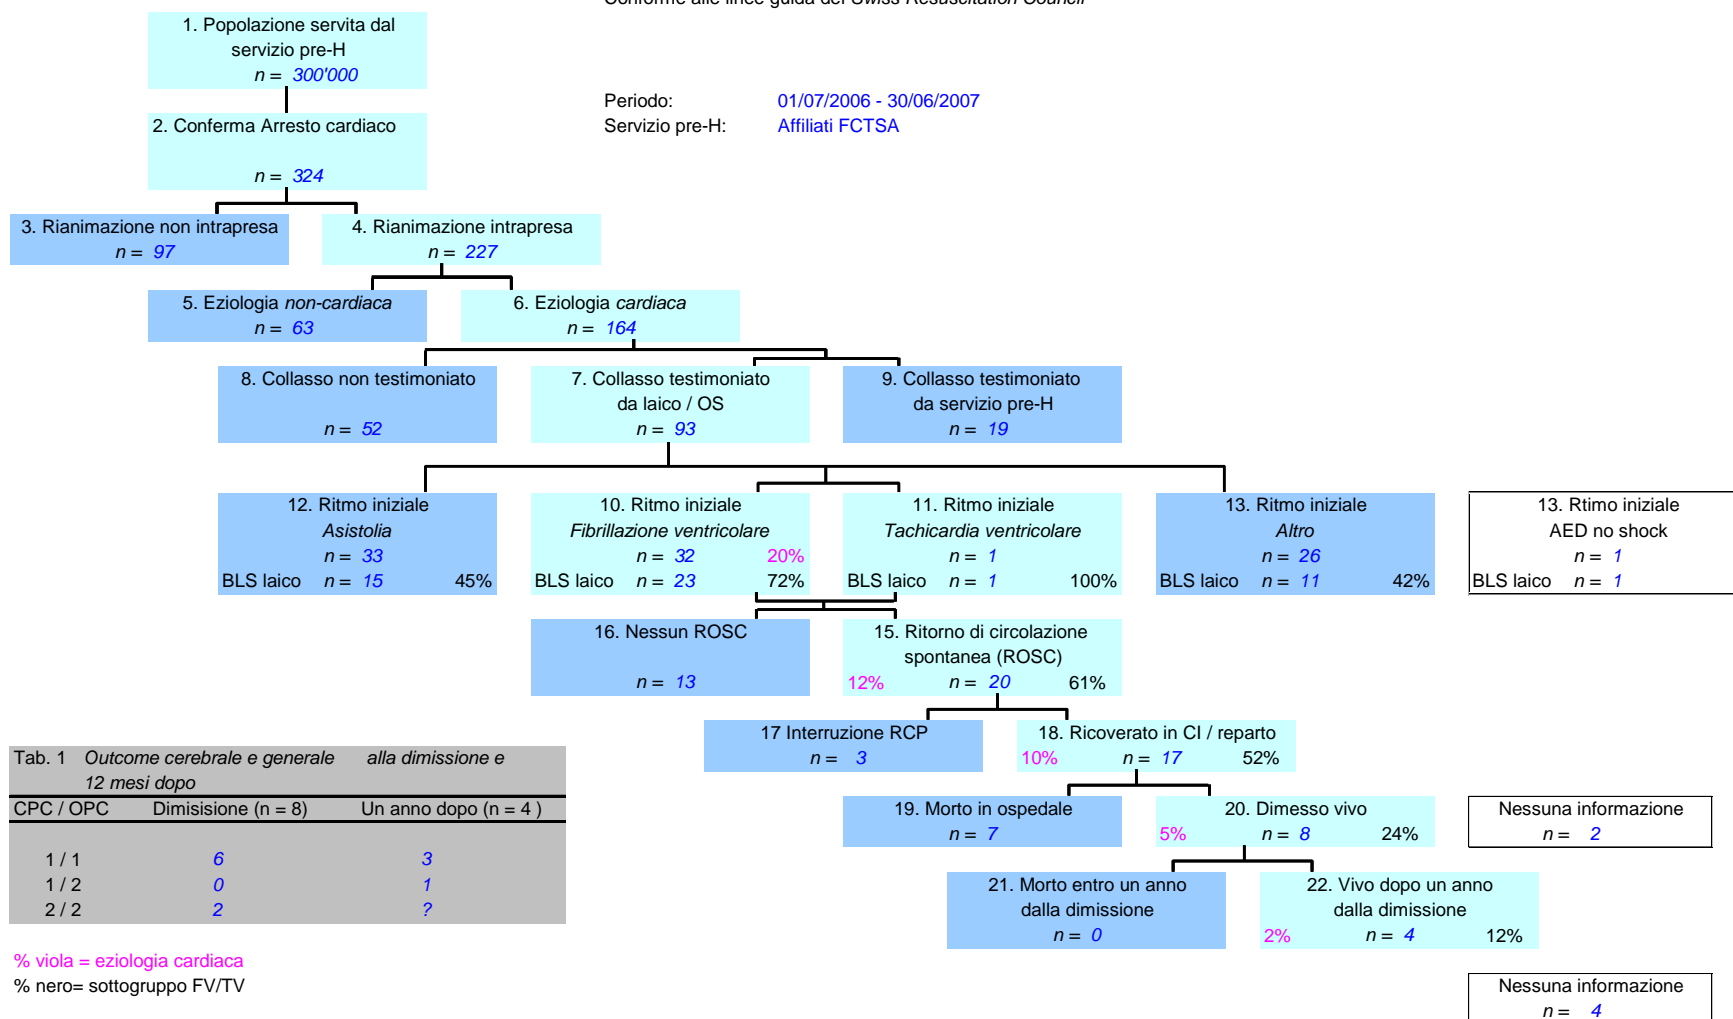 Conforme alle linee guida del Swiss Resuscitation Council
1. Popolazione servita dal
servizio pre-H
n = 300'000
Periodo: 01/07/2006 - 30/06/2007
Servizio pre-H: Affiliati FCTSA
2. Conferma Arresto cardiaco
n = 324
3. Rianimazione non intrapresa
n = 97
4. Rianimazione intrapresa
n = 227
5. Eziologia non-cardiaca
n = 63
6. Eziologia cardiaca
n = 164
8. Collasso non testimoniato
n = 52
7. Collasso testimoniato
da laico / OS
n = 93
9. Collasso testimoniato
da servizio pre-H
n = 19
12. Ritmo iniziale
Asistolia
n = 33
BLS laico n = 15 45%
10. Ritmo iniziale
Fibrillazione ventricolare
n = 32 20%
BLS laico n = 23 72%
11. Ritmo iniziale
Tachicardia ventricolare
n = 1
BLS laico n = 1 100%
13. Ritmo iniziale
Altro
n = 26
BLS laico n = 11 42%
13. Rtimo iniziale
AED no shock
n = 1
BLS laico n = 1
16. Nessun ROSC
n = 13
15. Ritorno di circolazione
spontanea (ROSC)
12% n = 20 61%
17 Interruzione RCP
n = 3
18. Ricoverato in CI / reparto
10% n = 17 52%
19. Morto in ospedale
n = 7
20. Dimesso vivo
5% n = 8 24%
Nessuna informazione
n = 2
21. Morto entro un anno
dalla dimissione
n = 0
22. Vivo dopo un anno
dalla dimissione
2% n = 4 12%
Nessuna informazione
n = 4
Tab. 1 Outcome cerebrale e generale alla dimissione e
12 mesi dopo
CPC / OPC Dimisisione (n = 8) Un anno dopo (n = 4 )
1 / 1 6 3
1 / 2 0 1
2 / 2 2 ?
% viola = eziologia cardiaca
% nero= sottogruppo FV/TV